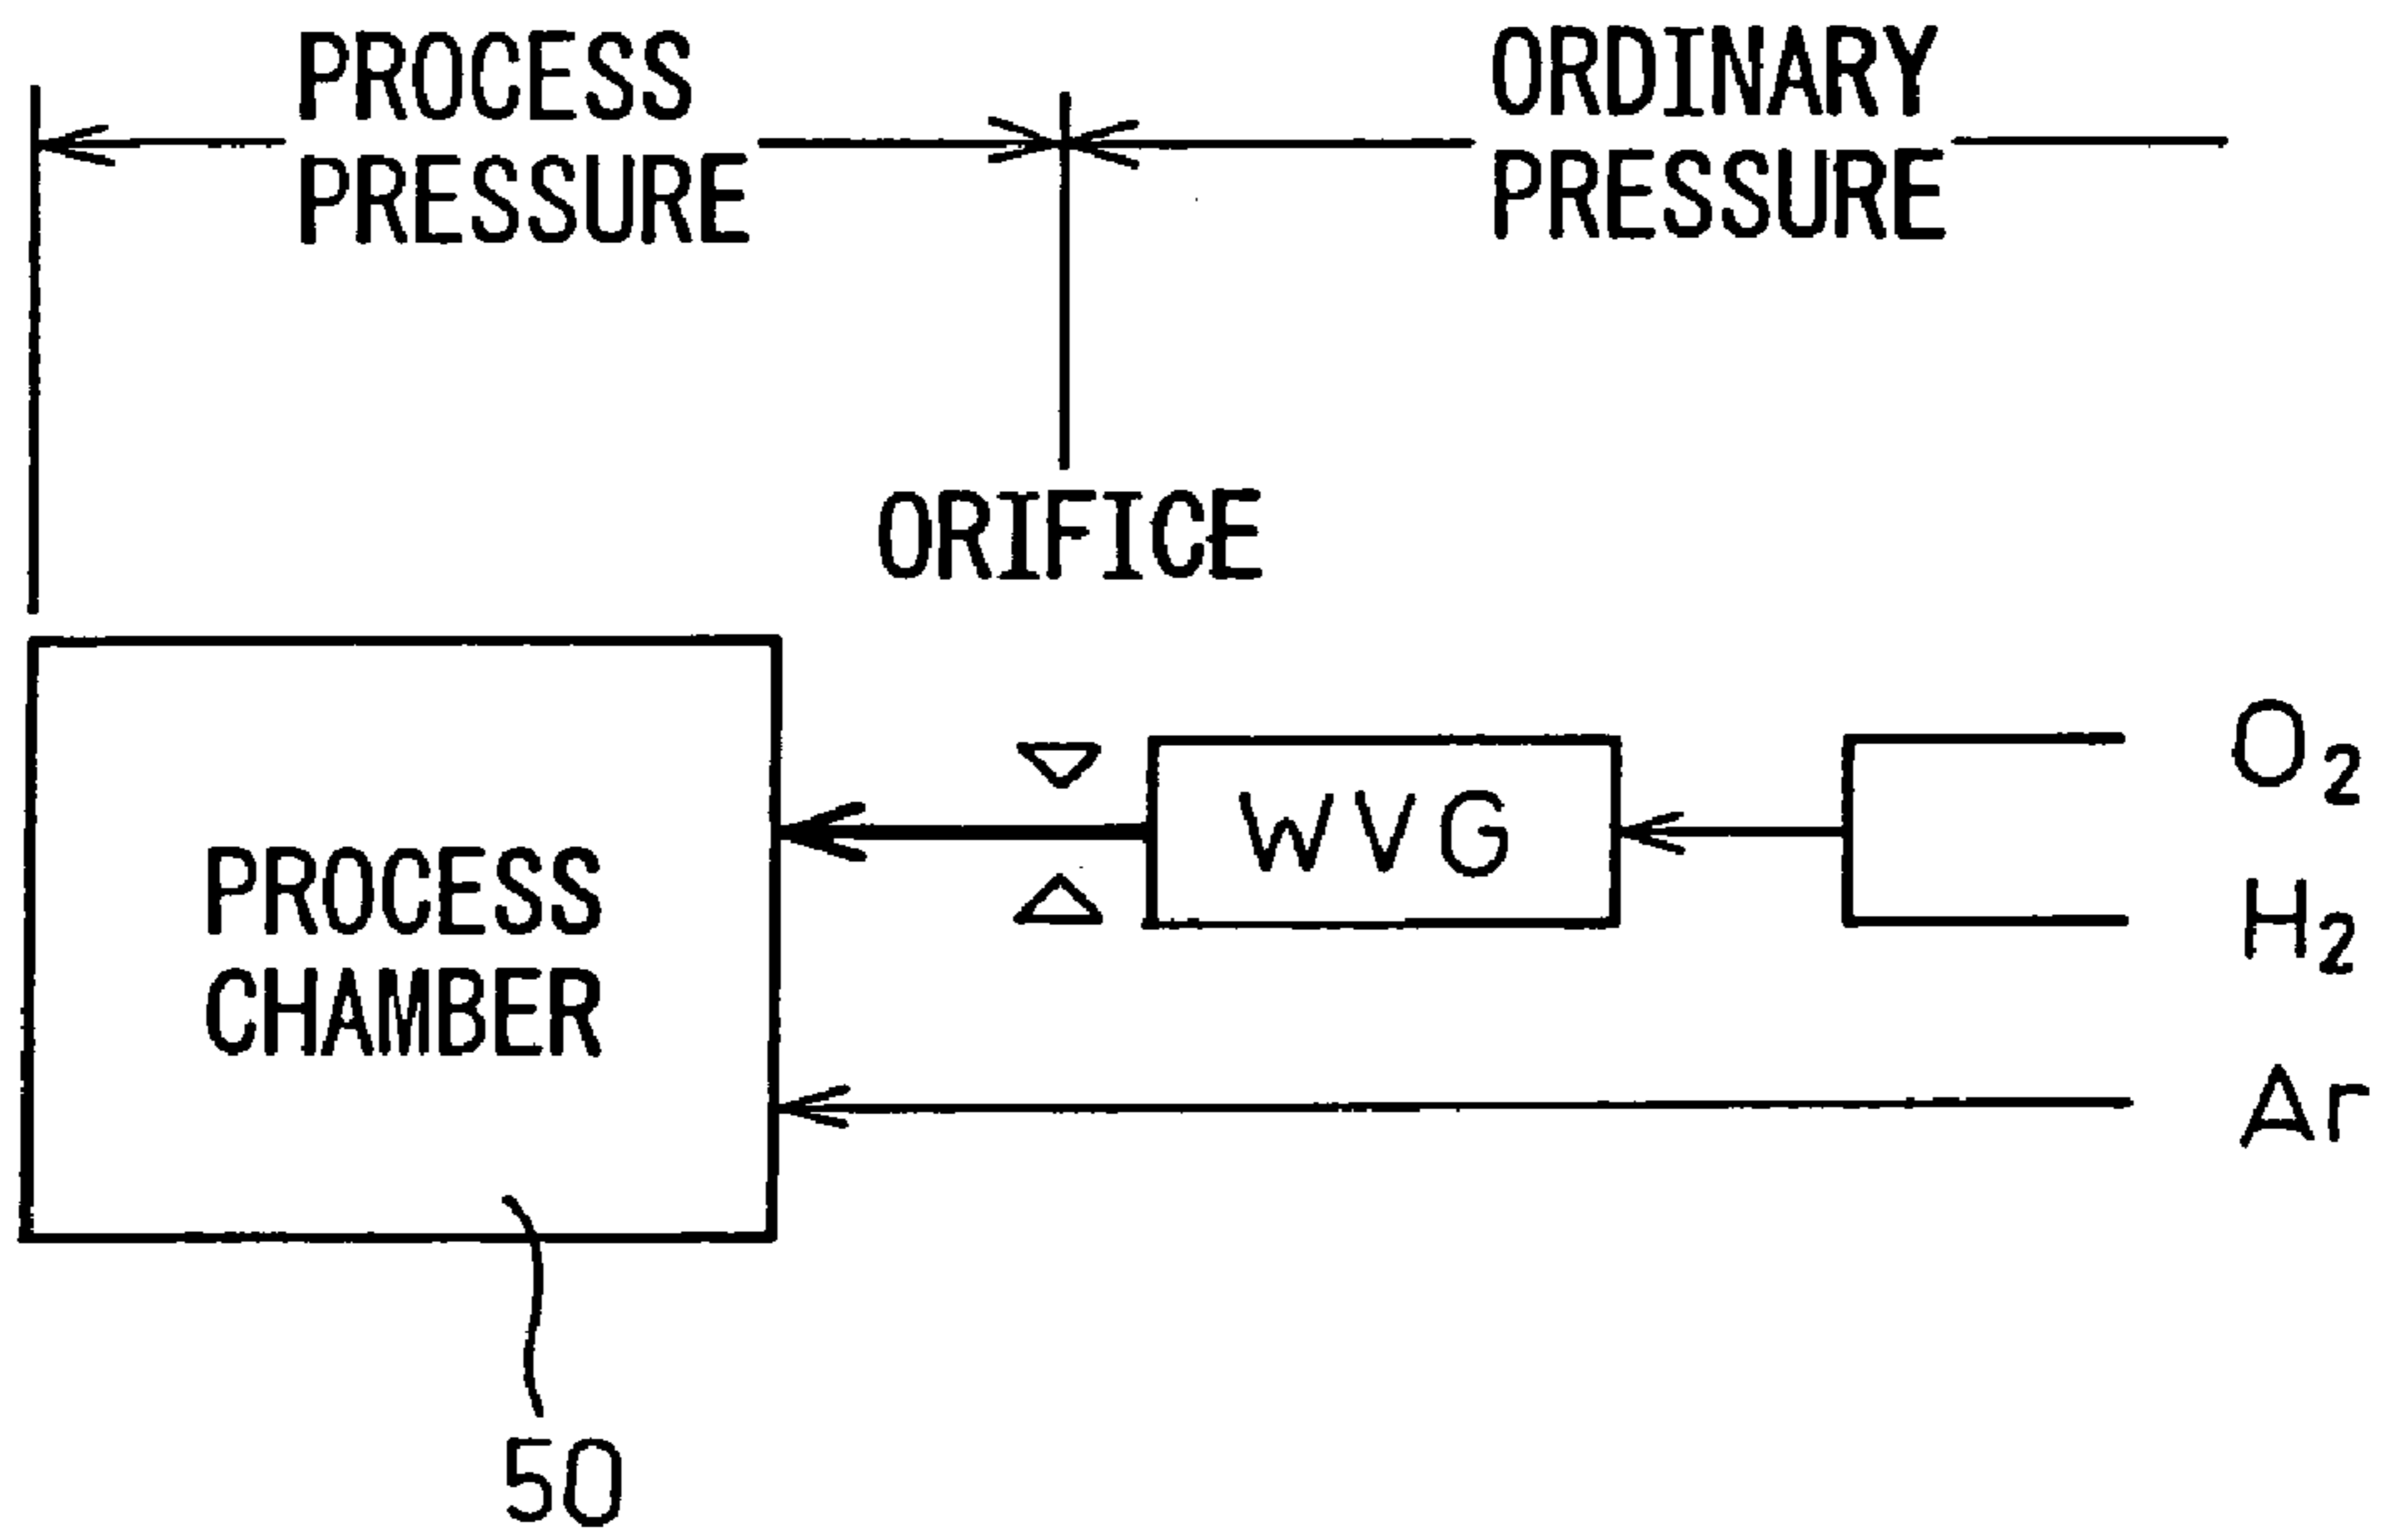 PROCESS
PRESSURE
ORDINARY
PRESSURE
ORIFICE
PROCESS
CHAMBER
WVG
O2
H2
Ar
50